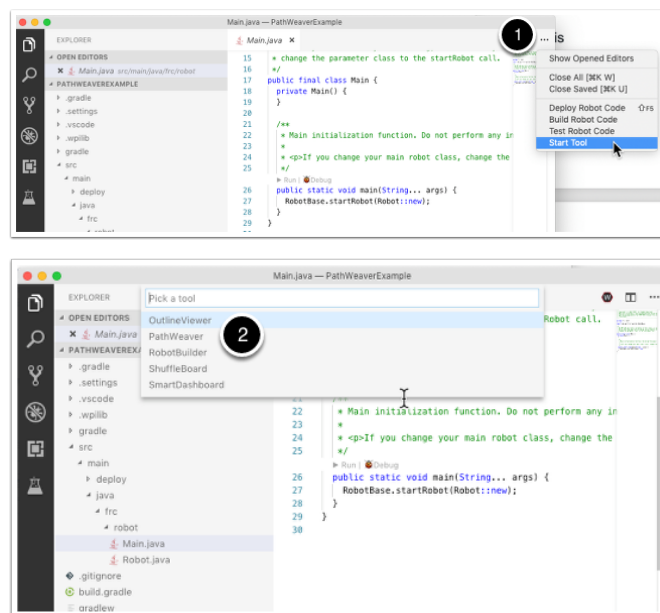 Main.java — PathWeaverExample
1
...
is
EXPLORER
Main.java ×
OPEN EDITORS
× Main.java src/main/java/frc/robot
PATHWEAVEREXAMPLE
.gradle
.settings
.vscode
.wpilib
gradle
src
main
deploy
java
frc
robot
15 * change the parameter class to the startRobot call.
16 */
17 public final class Main {
18 private Main() {
19 }
20
21 /**
22 * Main initialization function. Do not perform any in
23 *
24 * <p>If you change your main robot class, change the
25 */
Run | Debug
26 public static void main(String... args) {
27 RobotBase.startRobot(Robot::new);
28 }
29 }
Show Opened Editors
Close All [⌘K W]
Close Saved [⌘K U]
Deploy Robot Code ⇧F5
Build Robot Code
Test Robot Code
Start Tool
Main.java — PathWeaverExample
EXPLORER
Pick a tool
W
...
OPEN EDITORS
OutlineViewer
Robot call.
× Main.java
PathWeaver
2
PATHWEAVEREX
RobotBuilder
.gradle
ShuffleBoard
.settings
SmartDashboard
.vscode
.wpilib
gradle
src
main
deploy
java
frc
robot
Main.java
Robot.java
.gitignore
build.gradle
gradlew
21 /**
22 * Main initialization function. Do not perform any in
23 *
24 * <p>If you change your main robot class, change the
25 */
Run | Debug
26 public static void main(String... args) {
27 RobotBase.startRobot(Robot::new);
28 }
29 }
30